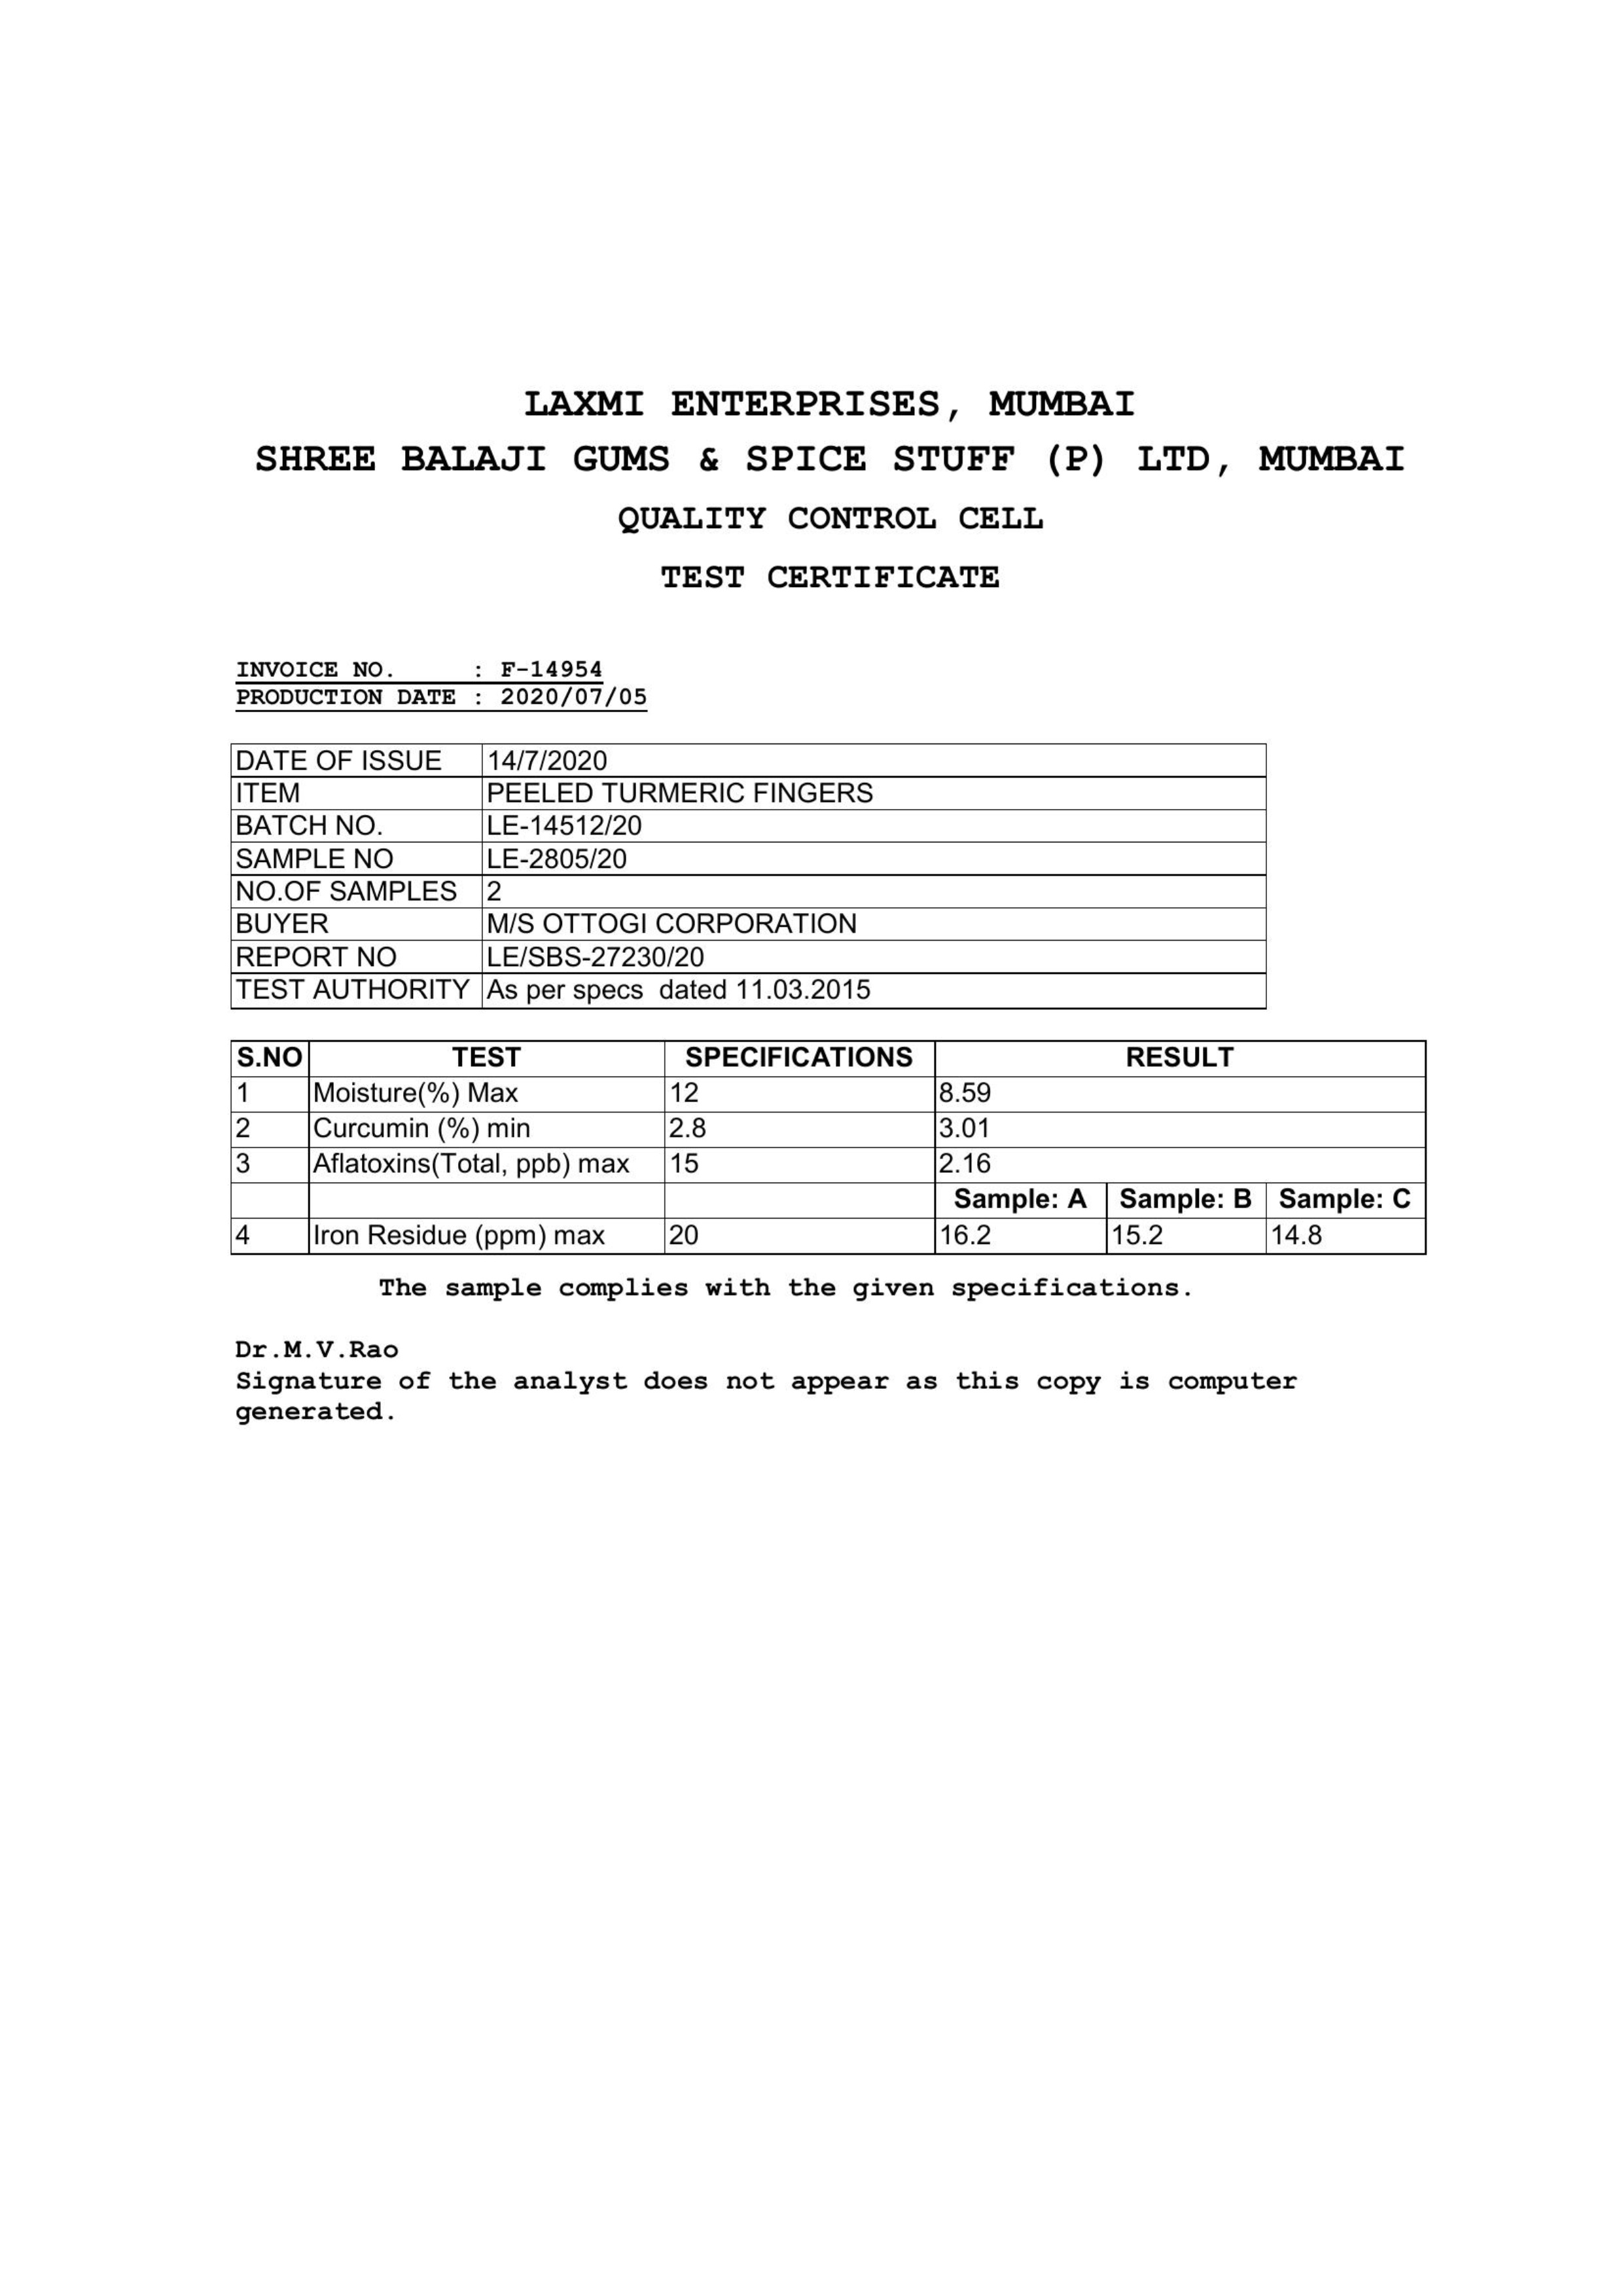 LAXMI ENTERPRISES, MUMBAI
SHREE BALAJI GUMS & SPICE STUFF (P) LTD, MUMBAI
QUALITY CONTROL CELL
TEST CERTIFICATE
INVOICE NO. : F-14954
PRODUCTION DATE : 2020/07/05
DATE OF ISSUE 14/7/2020
ITEM PEELED TURMERIC FINGERS
BATCH NO. LE-14512/20
SAMPLE NO LE-2805/20
NO.OF SAMPLES 2
BUYER M/S OTTOGI CORPORATION
REPORT NO LE/SBS-27230/20
TEST AUTHORITY As per specs dated 11.03.2015
S.NO TEST SPECIFICATIONS RESULT
1 Moisture(%) Max 12 8.59
2 Curcumin (%) min 2.8 3.01
3 Aflatoxins(Total, ppb) max 15 2.16
Sample: A Sample: B Sample: C
4 Iron Residue (ppm) max 20 16.2 15.2 14.8
The sample complies with the given specifications.
Dr.M.V.Rao
Signature of the analyst does not appear as this copy is computer
generated.